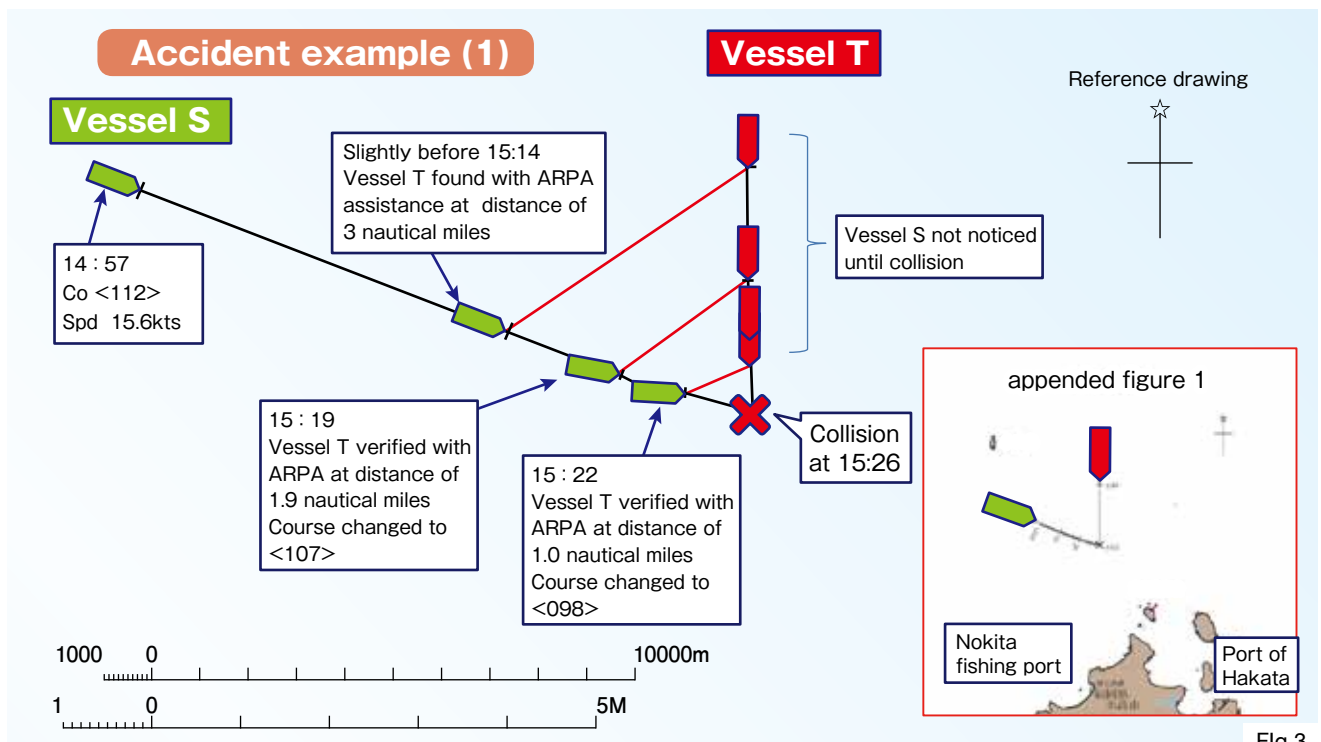 Accident example (1)
Vessel T
Reference drawing
Vessel S
Slightly before 15:14
Vessel T found with ARPA
assistance at distance of
3 nautical miles
14 : 57
Co <112>
Spd 15.6kts
Vessel S not noticed
until collision
15 : 19
Vessel T verified with
ARPA at distance of
1.9 nautical miles
Course changed to
<107>
15 : 22
Vessel T verified with
ARPA at distance of
1.0 nautical miles
Course changed to
<098>
Collision
at 15:26
appended figure 1
Nokita
fishing port
Port of
Hakata
1000 0 10000m
1 0 5M